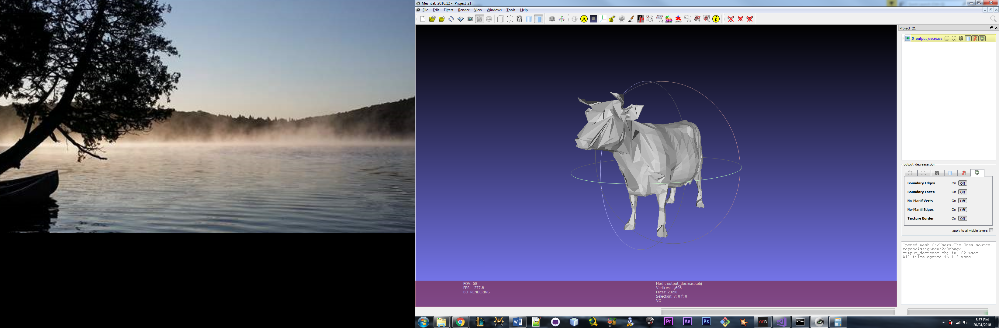 MeshLab 2016.12 - [Project_21]
File Edit Filters Render View Windows Tools Help
Project_21
0 output_decrease
output_decrease.obj
Boundary Edges On Off
Boundary Faces On Off
No-Manif Verts On Off
No-Manif Edges On Off
Texture Border On Off
apply to all visible layers
Opened mesh C:/Users/The Boss/source/
repos/Assignment2/Debug/
output_decrease.obj in 102 msec
All files opened in 118 msec
FOV: 60
FPS: 277.8
BO_RENDERING
Mesh: output_decrease.obj
Vertices: 1,606
Faces: 2,650
Selection: v: 0 f: 0
VC
Pr Ae Ps OSB
8:57 PM
20/04/2018